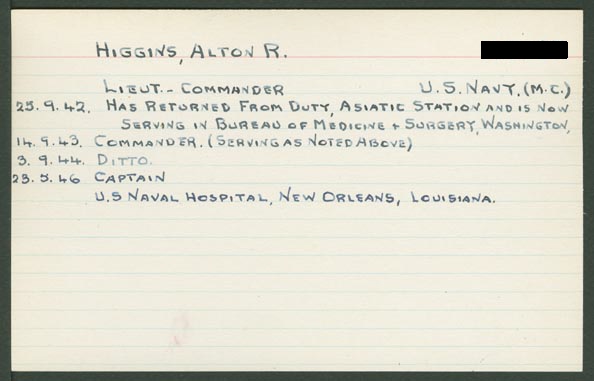 HIGGINS, ALTON R.
LIEUT.- COMMANDER U.S. NAVY. (M.C.)
25.9.42. HAS RETURNED FROM DUTY, ASIATIC STATION AND IS NOW
SERVING IN BUREAU OF MEDICINE + SURGERY, WASHINGTON,
14.9.43. COMMANDER. (SERVING AS NOTED ABOVE)
3.9.44. DITTO.
23.5.46 CAPTAIN
U.S NAVAL HOSPITAL, NEW ORLEANS, LOUISIANA.